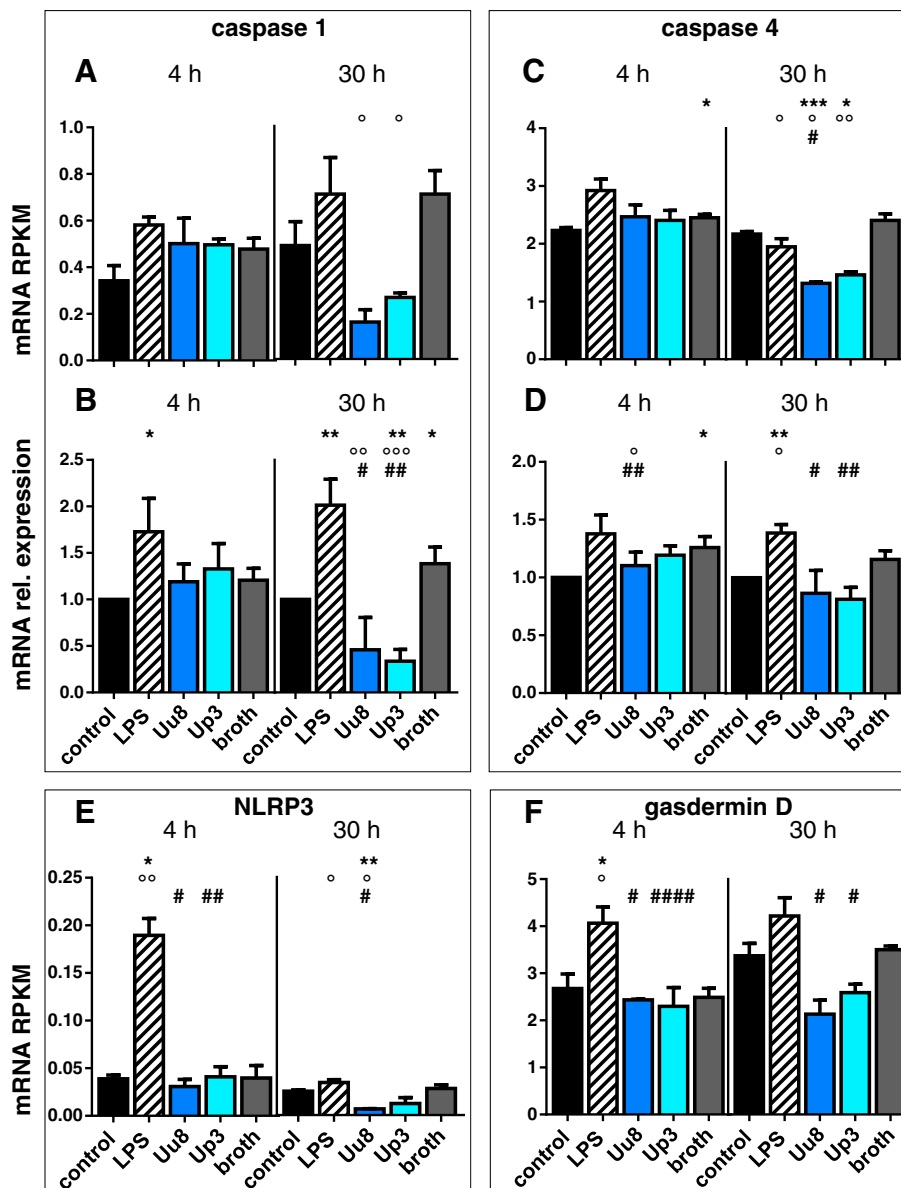 caspase 1
A
4 h
30 h
° °
mRNA RPKM
1.0
0.8
0.6
0.4
0.2
0.0
B
4 h
30 h
* ** ** *
°° °°°
# ##
mRNA rel. expression
2.5
2.0
1.5
1.0
0.5
0.0
control LPS Uu8 Up3 broth control LPS Uu8 Up3 broth
caspase 4
C
4 h
30 h
* *** *
° ° °°
#
4
3
2
1
0
D
4 h
30 h
* **
° °
## # ##
2.0
1.5
1.0
0.5
0.0
control LPS Uu8 Up3 broth control LPS Uu8 Up3 broth
E
NLRP3
4 h
30 h
* **
°° ° °
# ## #
mRNA RPKM
0.25
0.20
0.15
0.10
0.05
0.00
control LPS Uu8 Up3 broth control LPS Uu8 Up3 broth
F
gasdermin D
4 h
30 h
*
°
# #### # #
5
4
3
2
1
0
control LPS Uu8 Up3 broth control LPS Uu8 Up3 broth